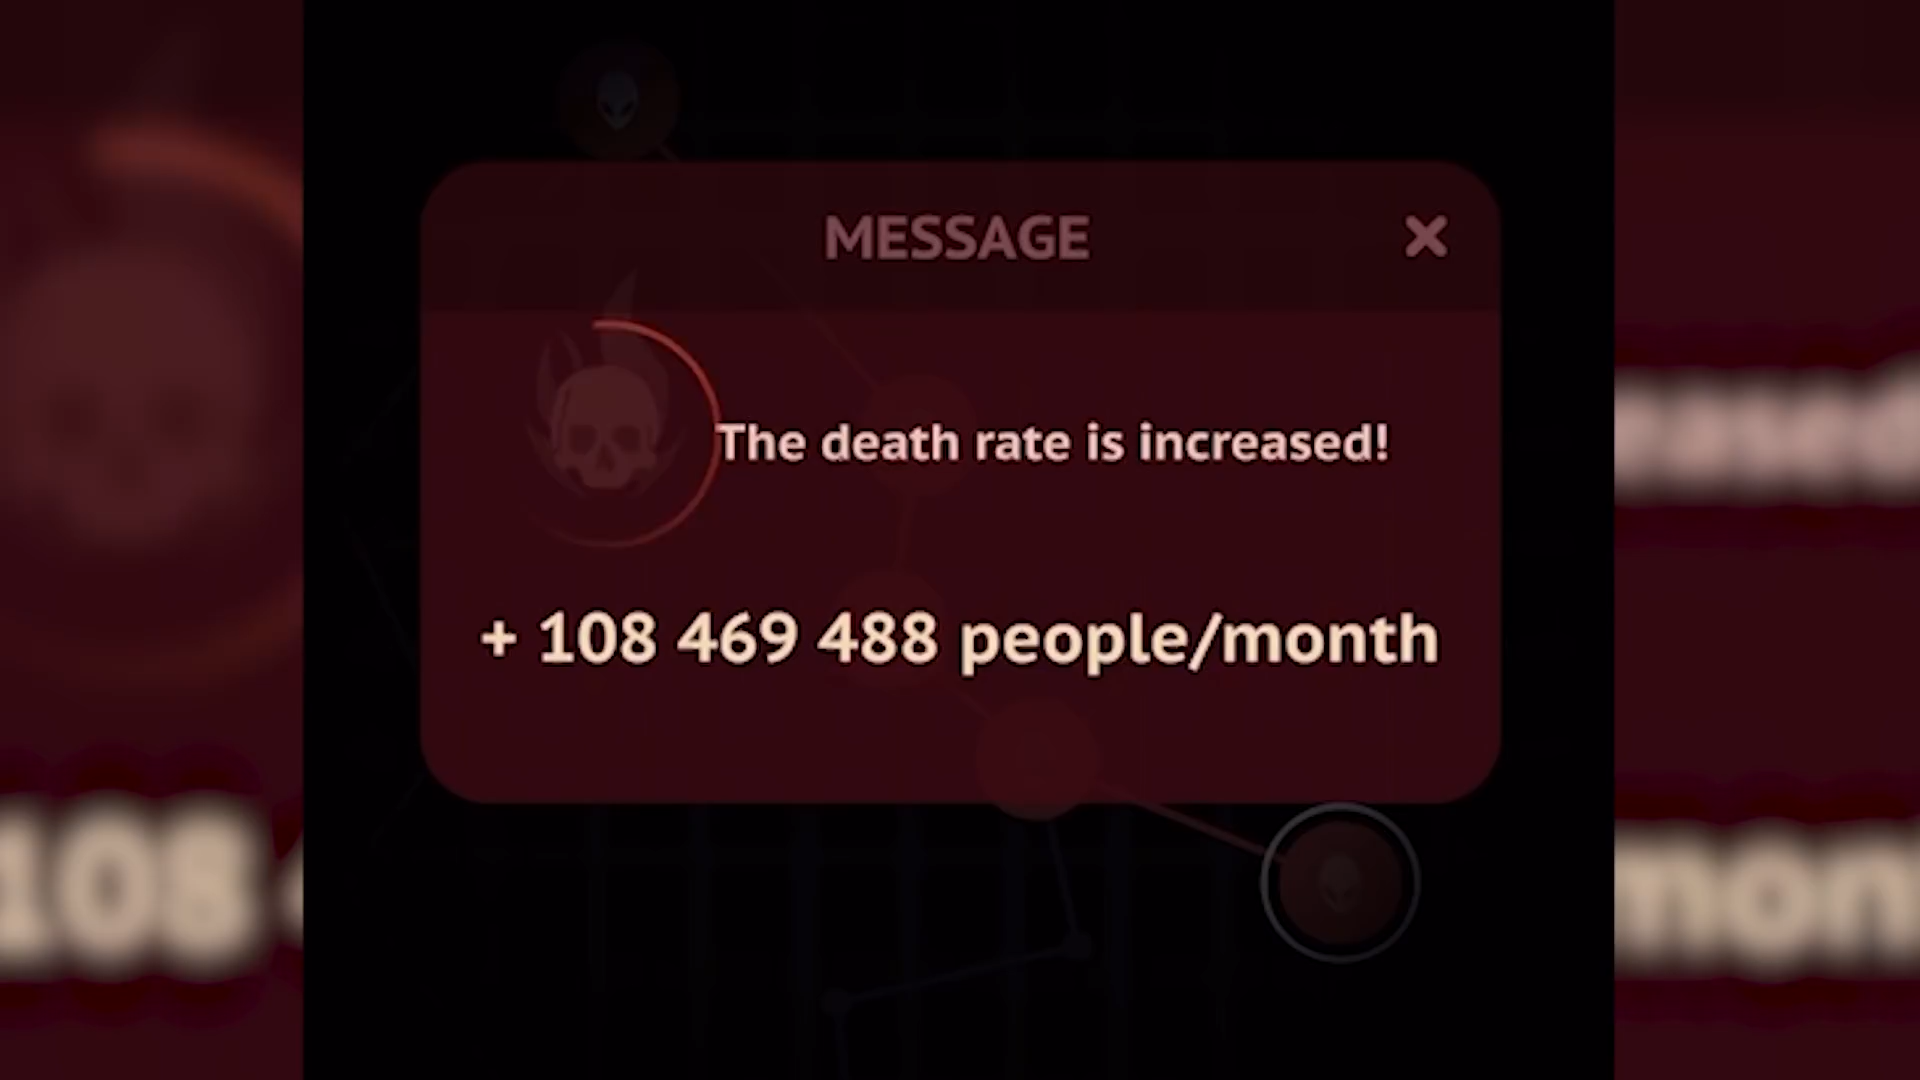 MESSAGE
The death rate is increased!
+ 108 469 488 people/month